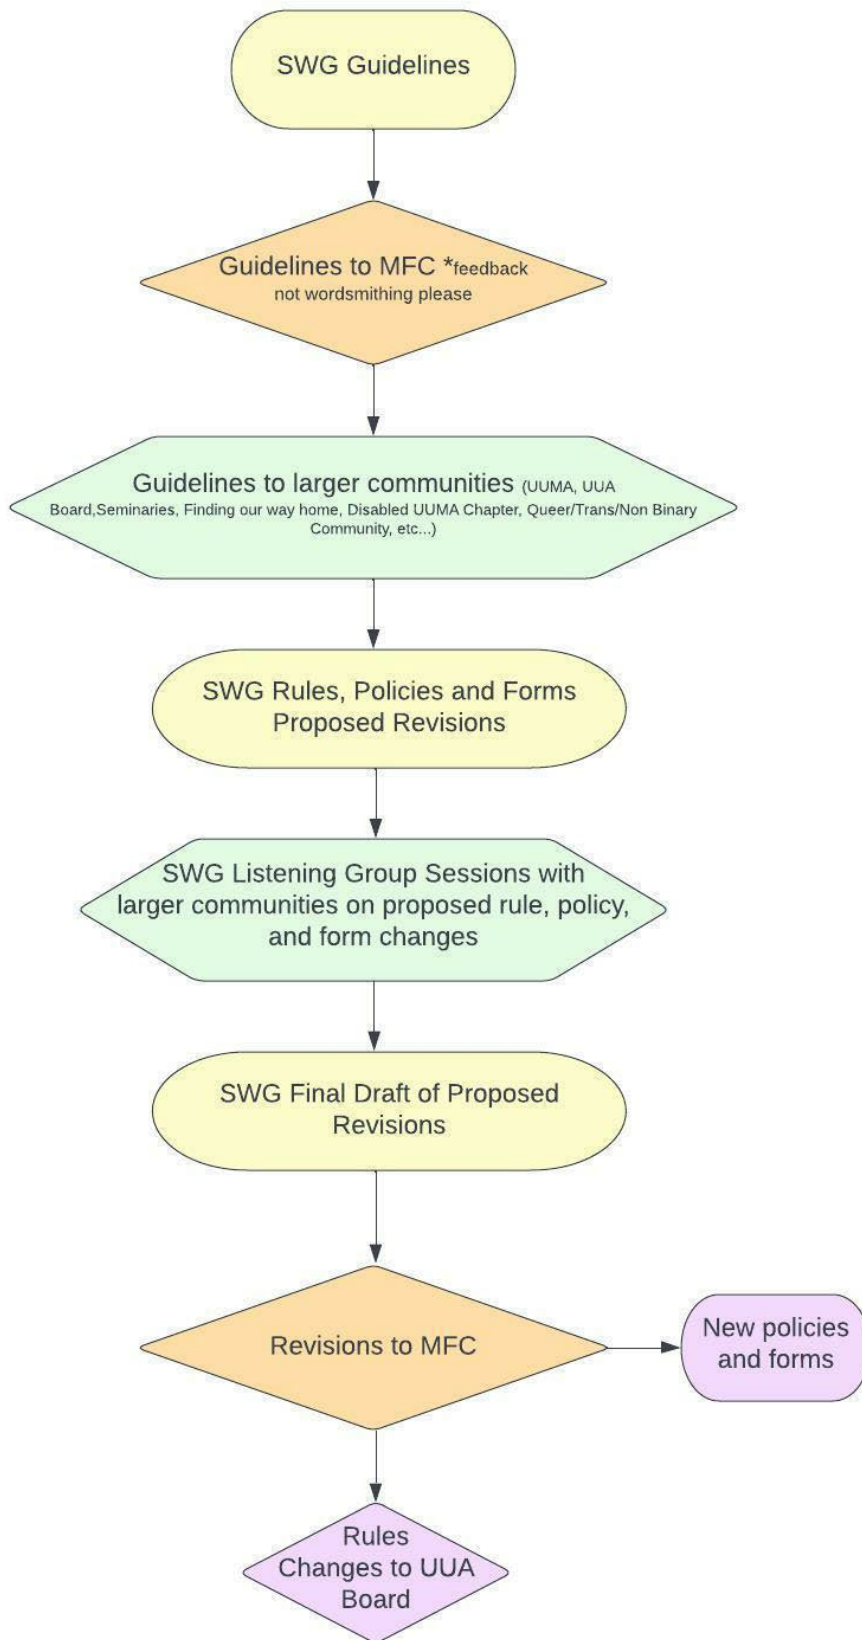 SWG Guidelines
Guidelines to MFC *feedback
not wordsmithing please
Guidelines to larger communities (UUMA, UUA
Board,Seminaries, Finding our way home, Disabled UUMA Chapter, Queer/Trans/Non Binary
Community, etc...)
SWG Rules, Policies and Forms
Proposed Revisions
SWG Listening Group Sessions with
larger communities on proposed rule, policy,
and form changes
SWG Final Draft of Proposed
Revisions
Revisions to MFC
New policies
and forms
Rules
Changes to UUA
Board